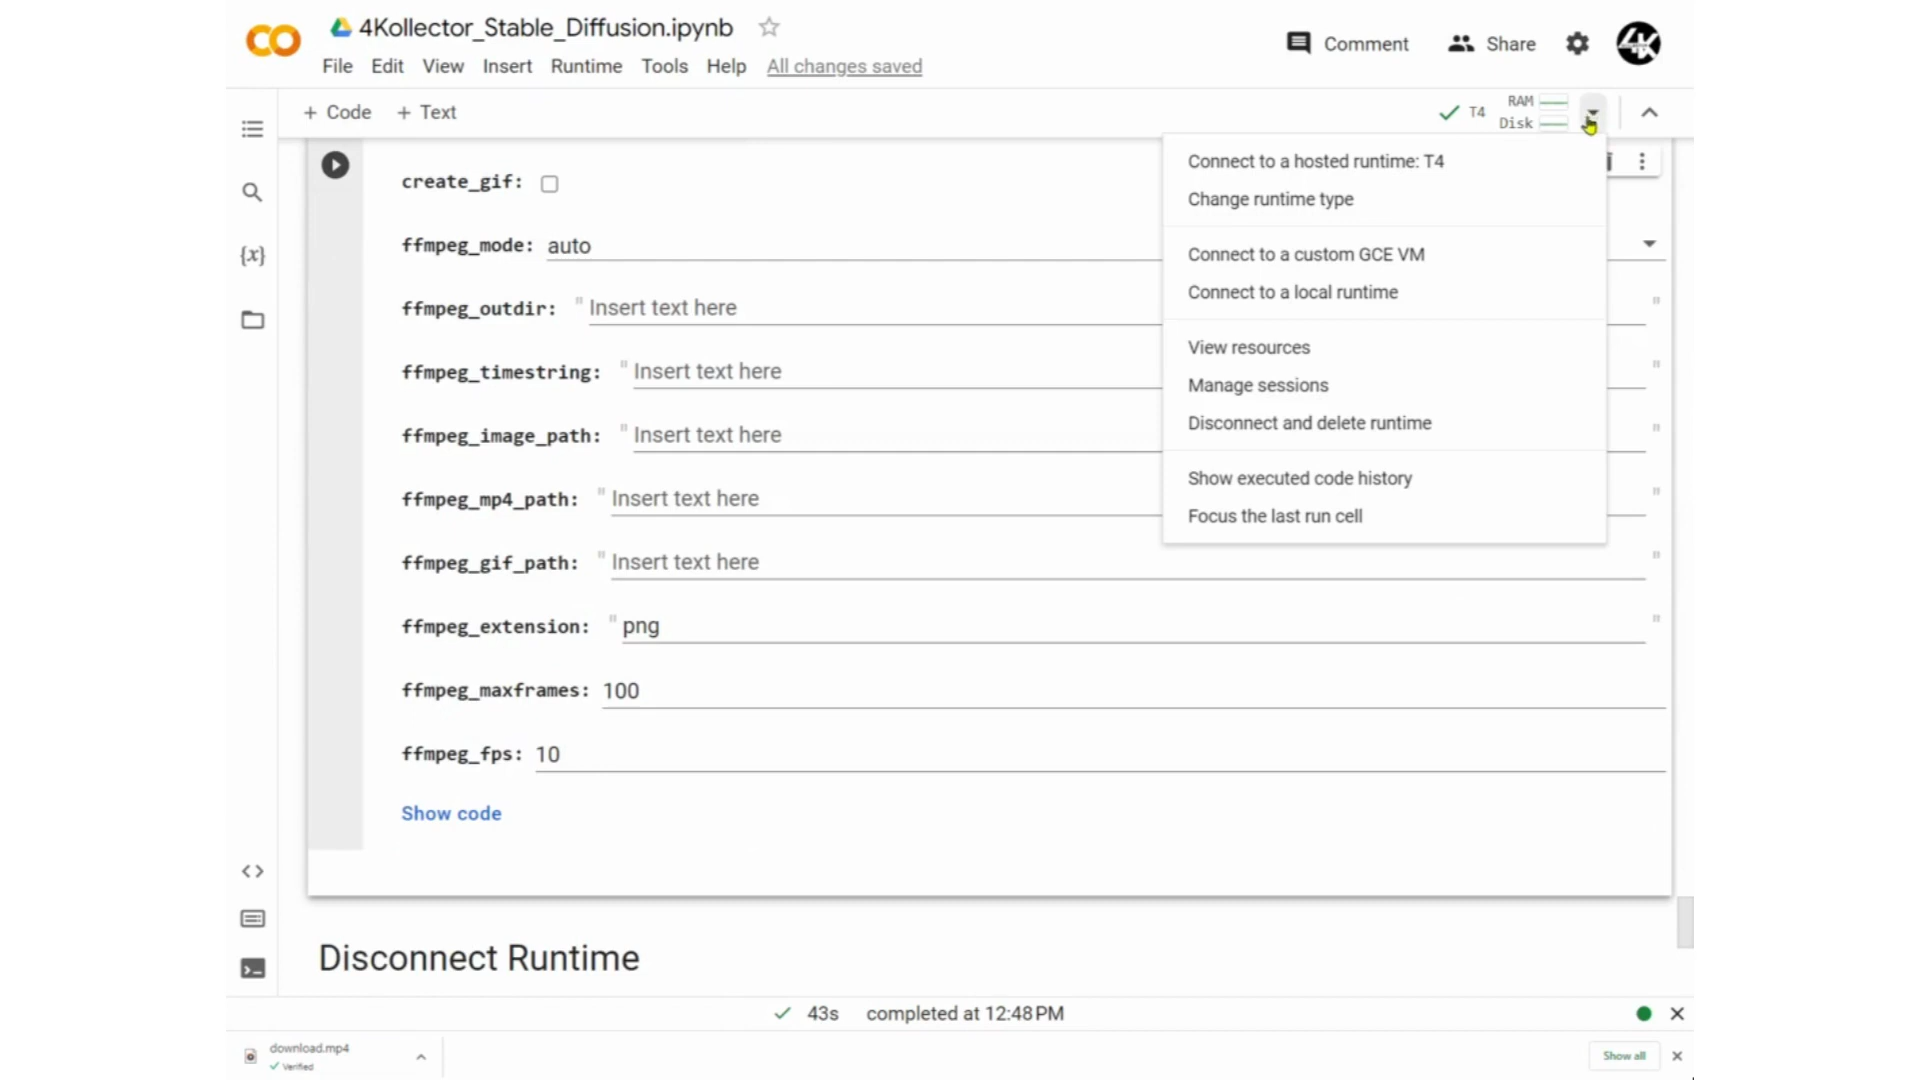 4Kollector_Stable_Diffusion.ipynb
Comment
Share
4K
File Edit View Insert Runtime Tools Help All changes saved
+ Code + Text
T4
RAM
Disk
{x}
create_gif:
ffmpeg_mode: auto
ffmpeg_outdir: " Insert text here "
ffmpeg_timestring: " Insert text here "
ffmpeg_image_path: " Insert text here "
ffmpeg_mp4_path: " Insert text here "
ffmpeg_gif_path: " Insert text here "
ffmpeg_extension: " png "
ffmpeg_maxframes: 100
ffmpeg_fps: 10
Show code
Connect to a hosted runtime: T4
Change runtime type
Connect to a custom GCE VM
Connect to a local runtime
View resources
Manage sessions
Disconnect and delete runtime
Show executed code history
Focus the last run cell
Disconnect Runtime
43s completed at 12:48 PM
download.mp4
Verified
Show all